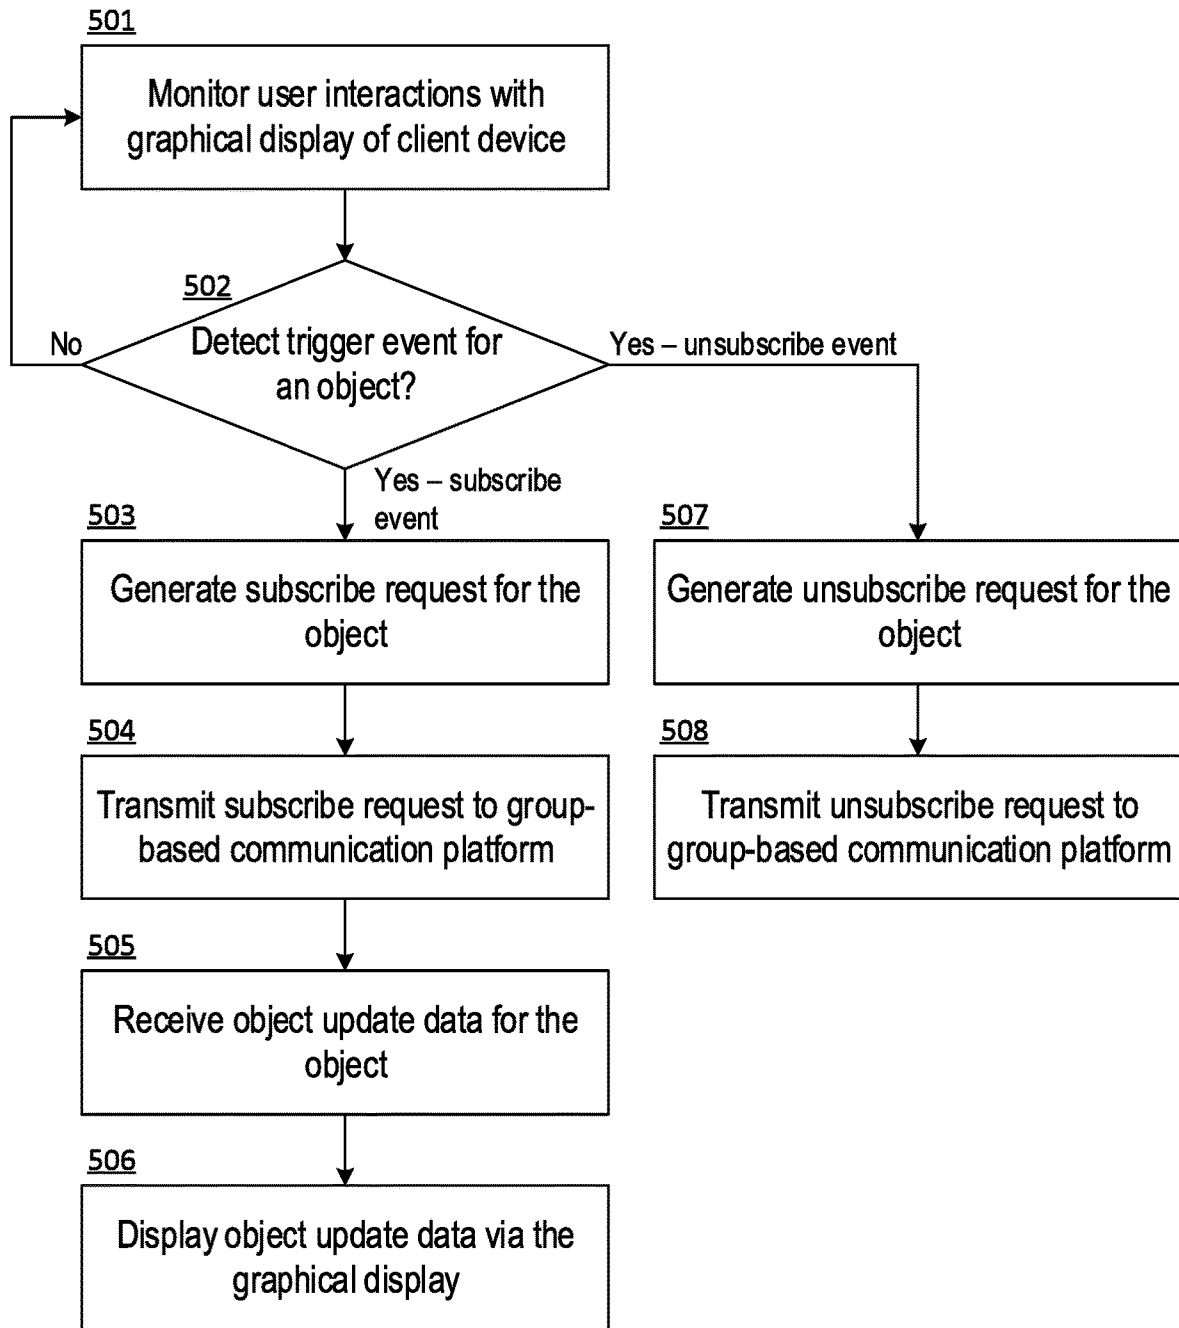 501
Monitor user interactions with
graphical display of client device
502
Detect trigger event for
an object?
No
Yes – unsubscribe event
Yes – subscribe
event
503
Generate subscribe request for the
object
507
Generate unsubscribe request for the
object
504
Transmit subscribe request to group-
based communication platform
508
Transmit unsubscribe request to
group-based communication platform
505
Receive object update data for the
object
506
Display object update data via the
graphical display